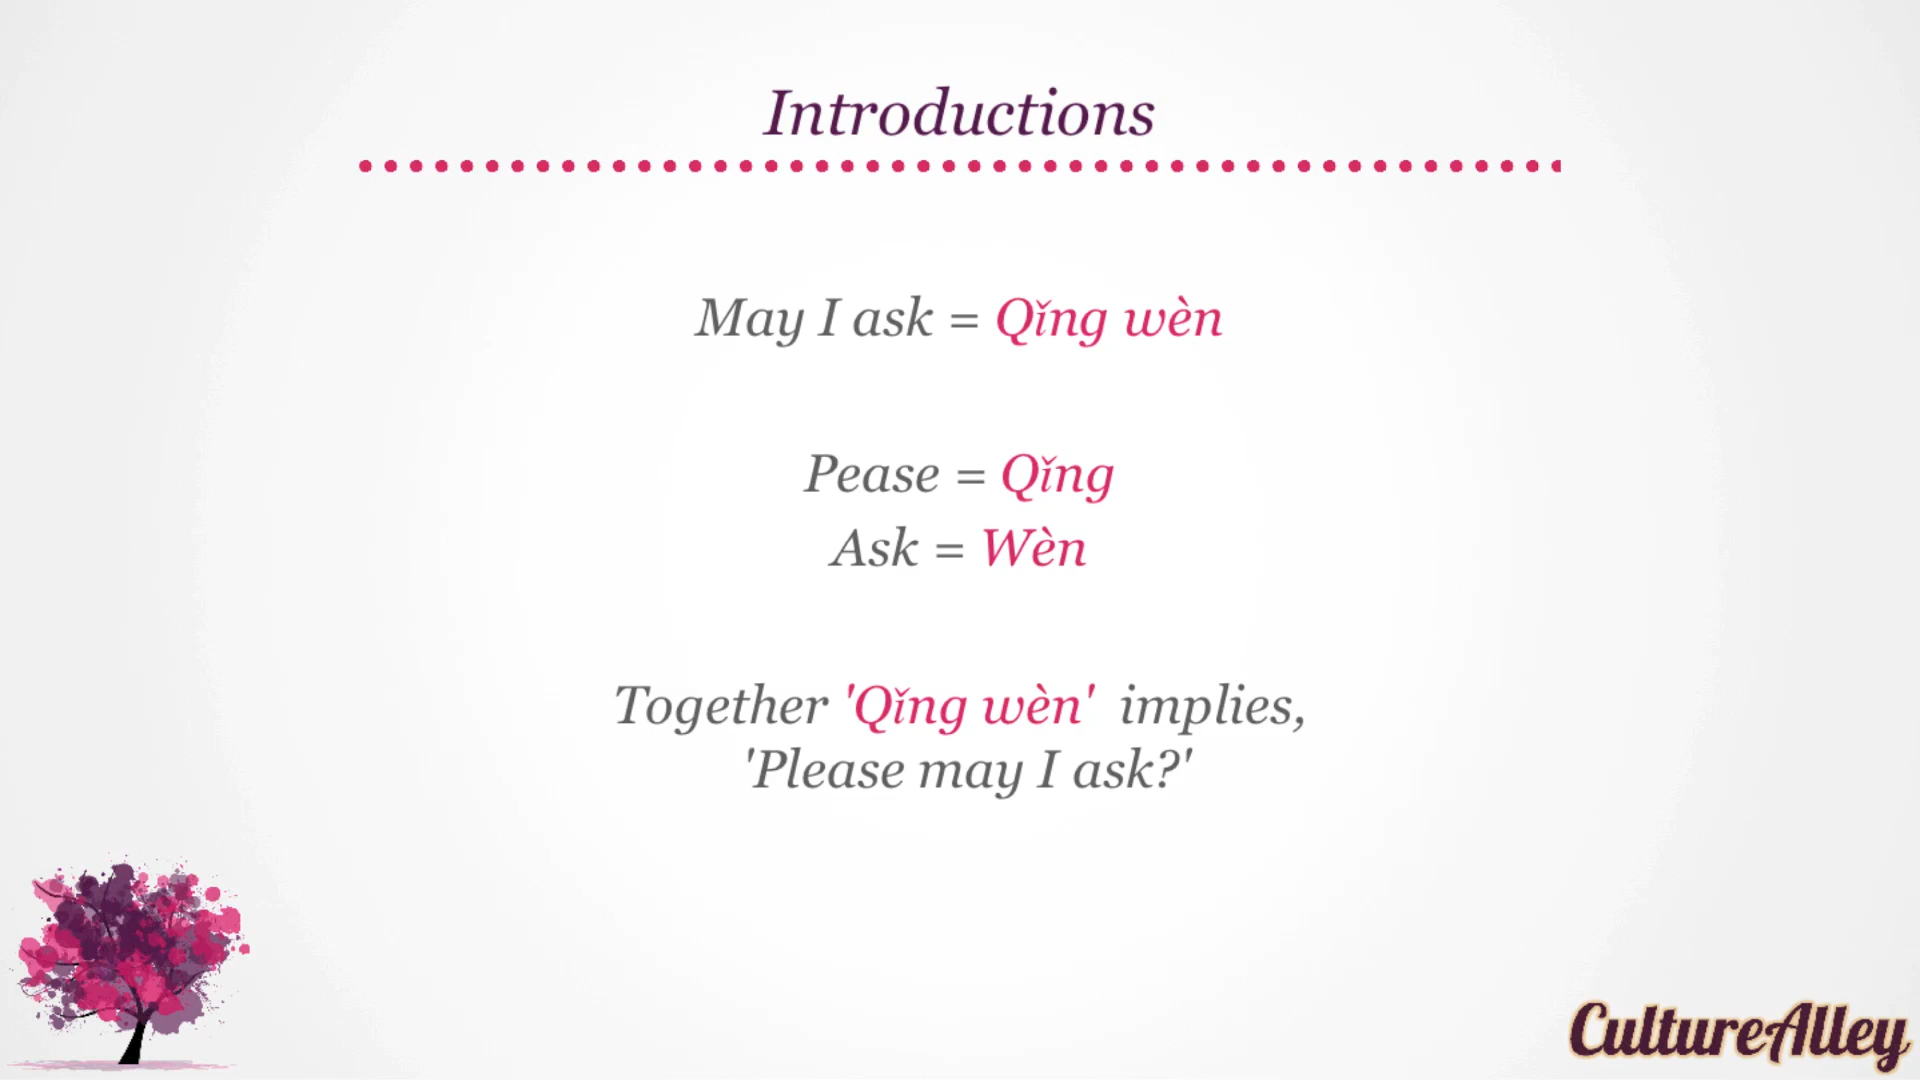 Introductions
May I ask = Qǐng wèn
Pease = Qǐng
Ask = Wèn
Together 'Qǐng wèn' implies,
'Please may I ask?'
CultureAlley